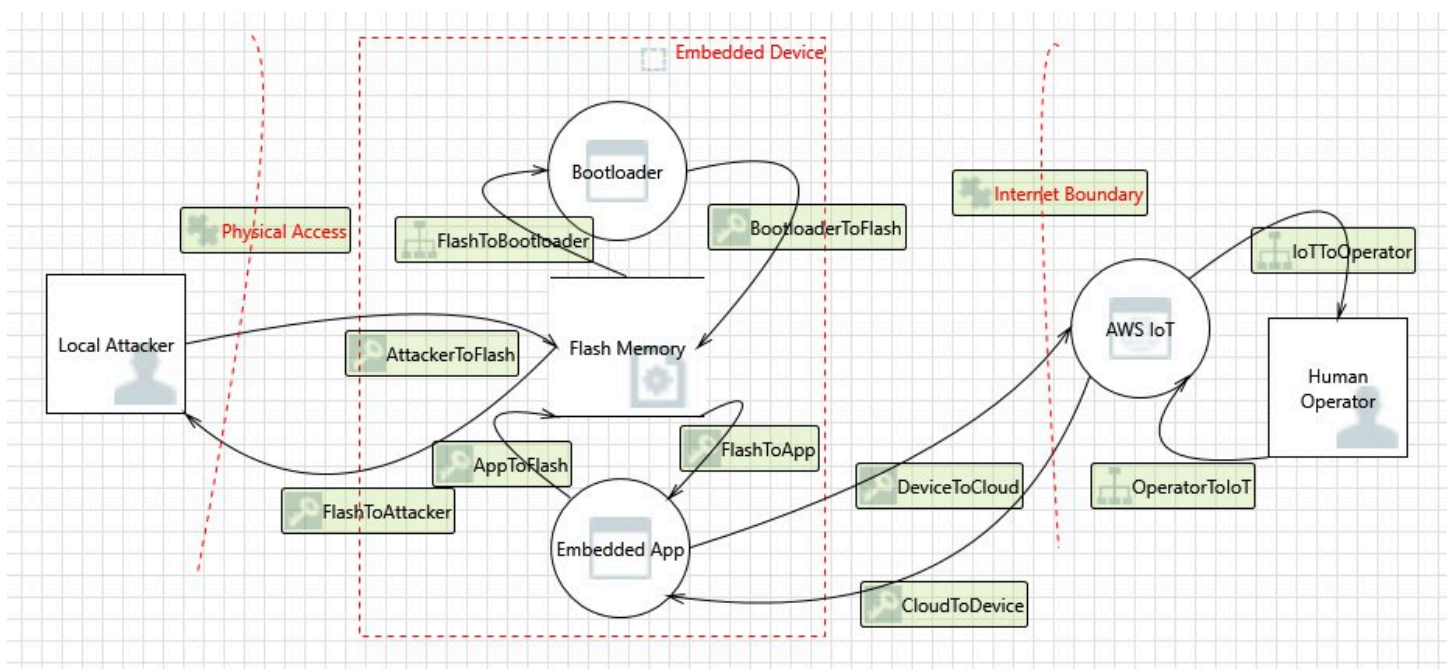 Embedded Device
Bootloader
Physical Access
FlashToBootloader
BootloaderToFlash
Internet Boundary
IoTToOperator
Local Attacker
AttackerToFlash
Flash Memory
AWS IoT
Human
Operator
AppToFlash
FlashToApp
FlashToAttacker
DeviceToCloud
OperatorToIoT
Embedded App
CloudToDevice